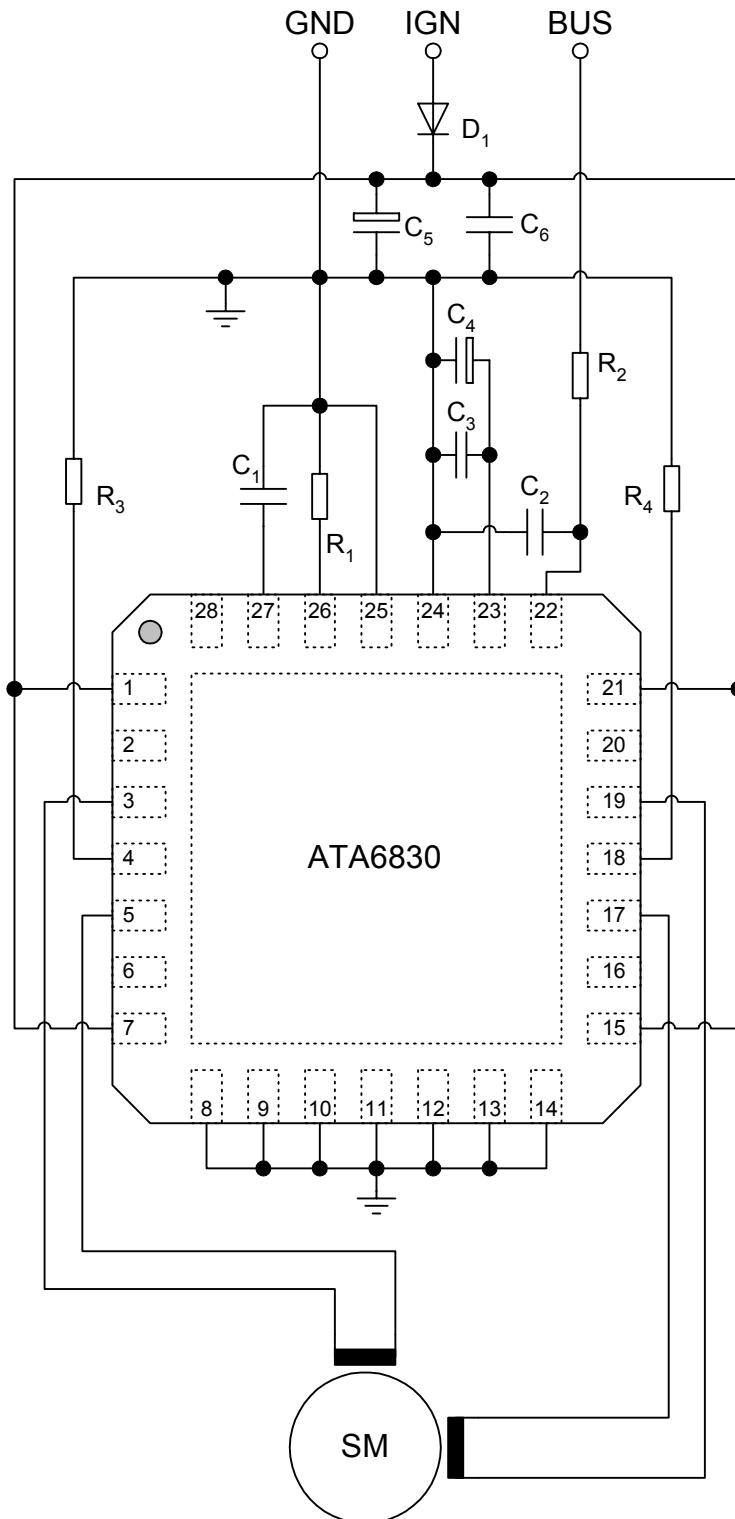 GND IGN BUS
D1
C5 C6
C4
R2
C3
C1 C2
R3 R1 R4
28 27 26 25 24 23 22
1 21
2 20
3 19
4 ATA6830 18
5 17
6 16
7 15
8 9 10 11 12 13 14
SM